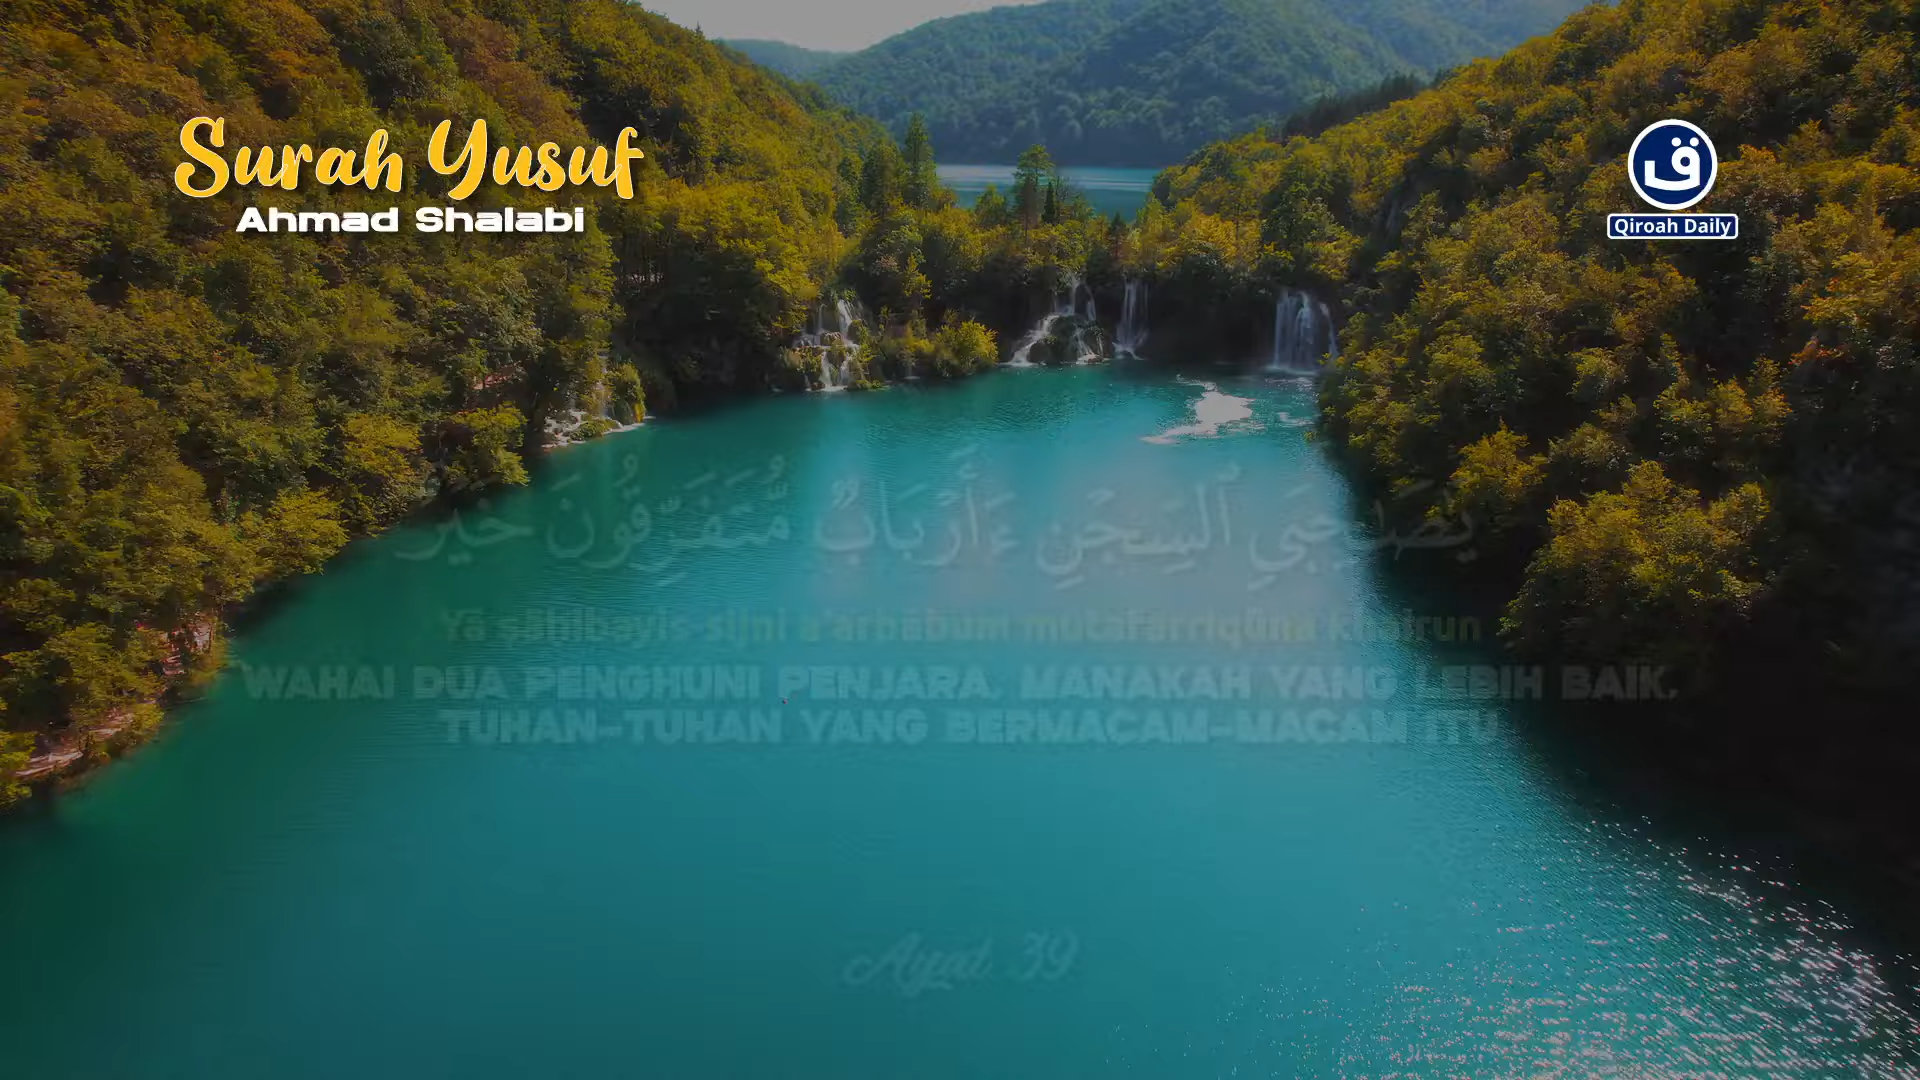 Surah Yusuf
Ahmad Shalabi
ق
Qiroah Daily
يَٰصَىٰحِبَىِ ٱلسِّجْنِ ءَأَرْبَابٌ مُّتَفَرِّقُونَ خَيْرٌ
Yā ṣāḥibayis-sijni a'arbābum mutafarriqūna khairun
WAHAI DUA PENGHUNI PENJARA, MANAKAH YANG LEBIH BAIK,
TUHAN-TUHAN YANG BERMACAM-MACAM ITU
Ayat 39